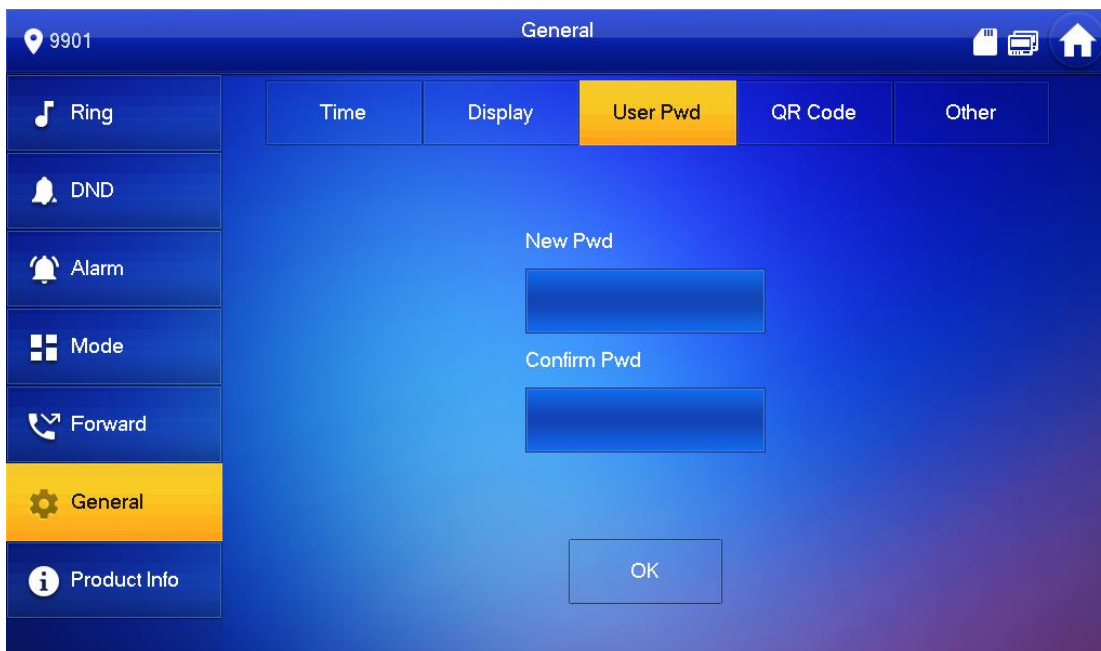 9901
General
Ring
DND
Alarm
Mode
Forward
General
Product Info
Time Display User Pwd QR Code Other
New Pwd
Confirm Pwd
OK